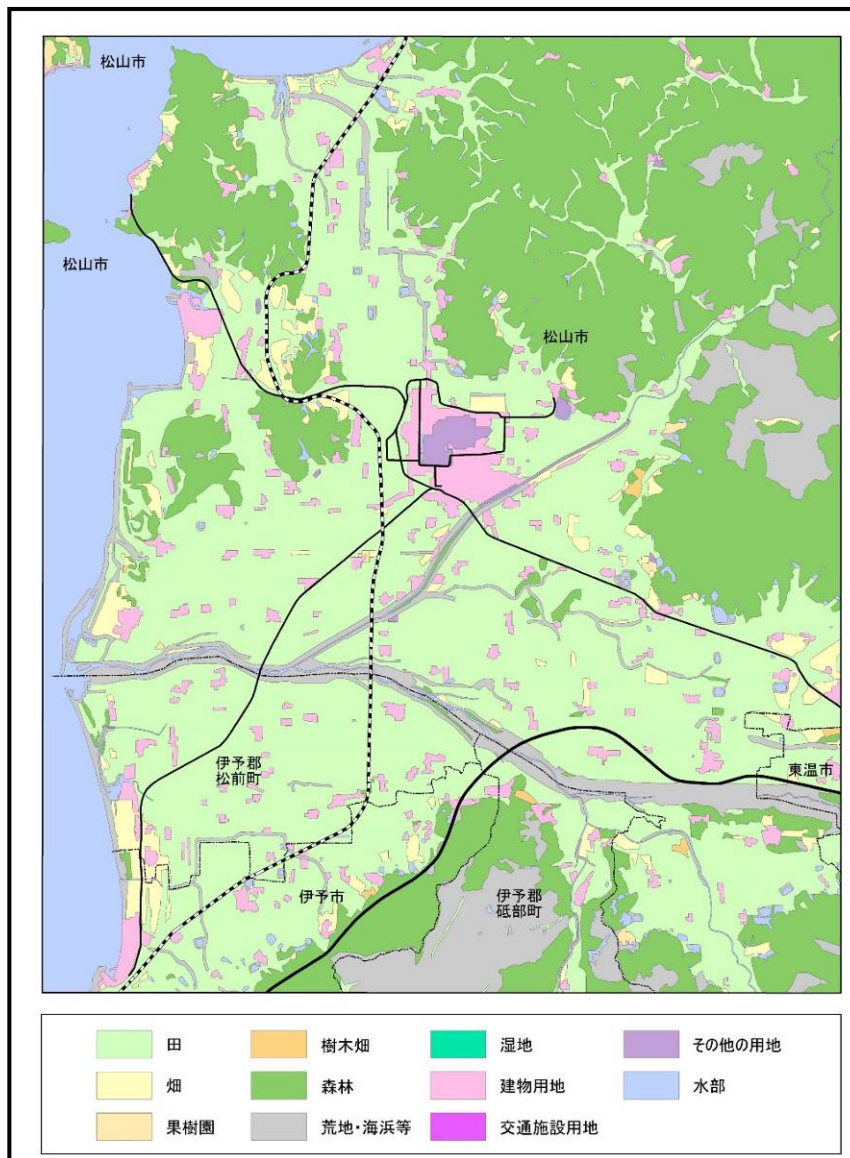 松山市
松山市
松山市
伊予郡
松前町
東温市
伊予市
伊予郡
砥部町
田
樹木畑
湿地
その他の用地
畑
森林
建物用地
水部
果樹園
荒地・海浜等
交通施設用地